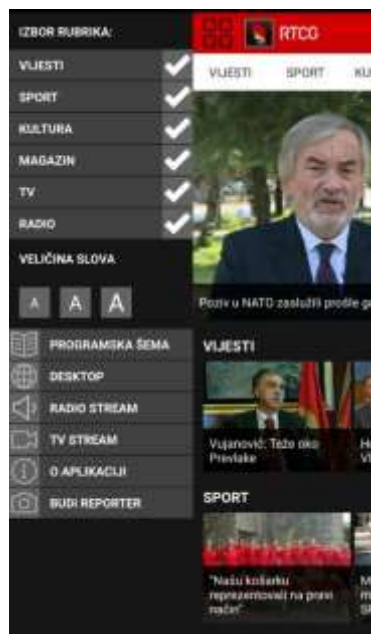 IZBOR RUBRIKA:
VIJESTI
SPORT
KULTURA
MAGAZIN
TV
RADIO
VELIČINA SLOVA
A A A
PROGRAMSKA ŠEMA
DESKTOP
RADIO STREAM
TV STREAM
O APLIKACIJI
BUDI REPORTER
RTCG
VIJESTI SPORT KU
Poziv u NATO zaslužili prošle g
VIJESTI
Vujanović: Teže oko
Prevlake
SPORT
"Našu košarku
reprezentovali na pravi
način"